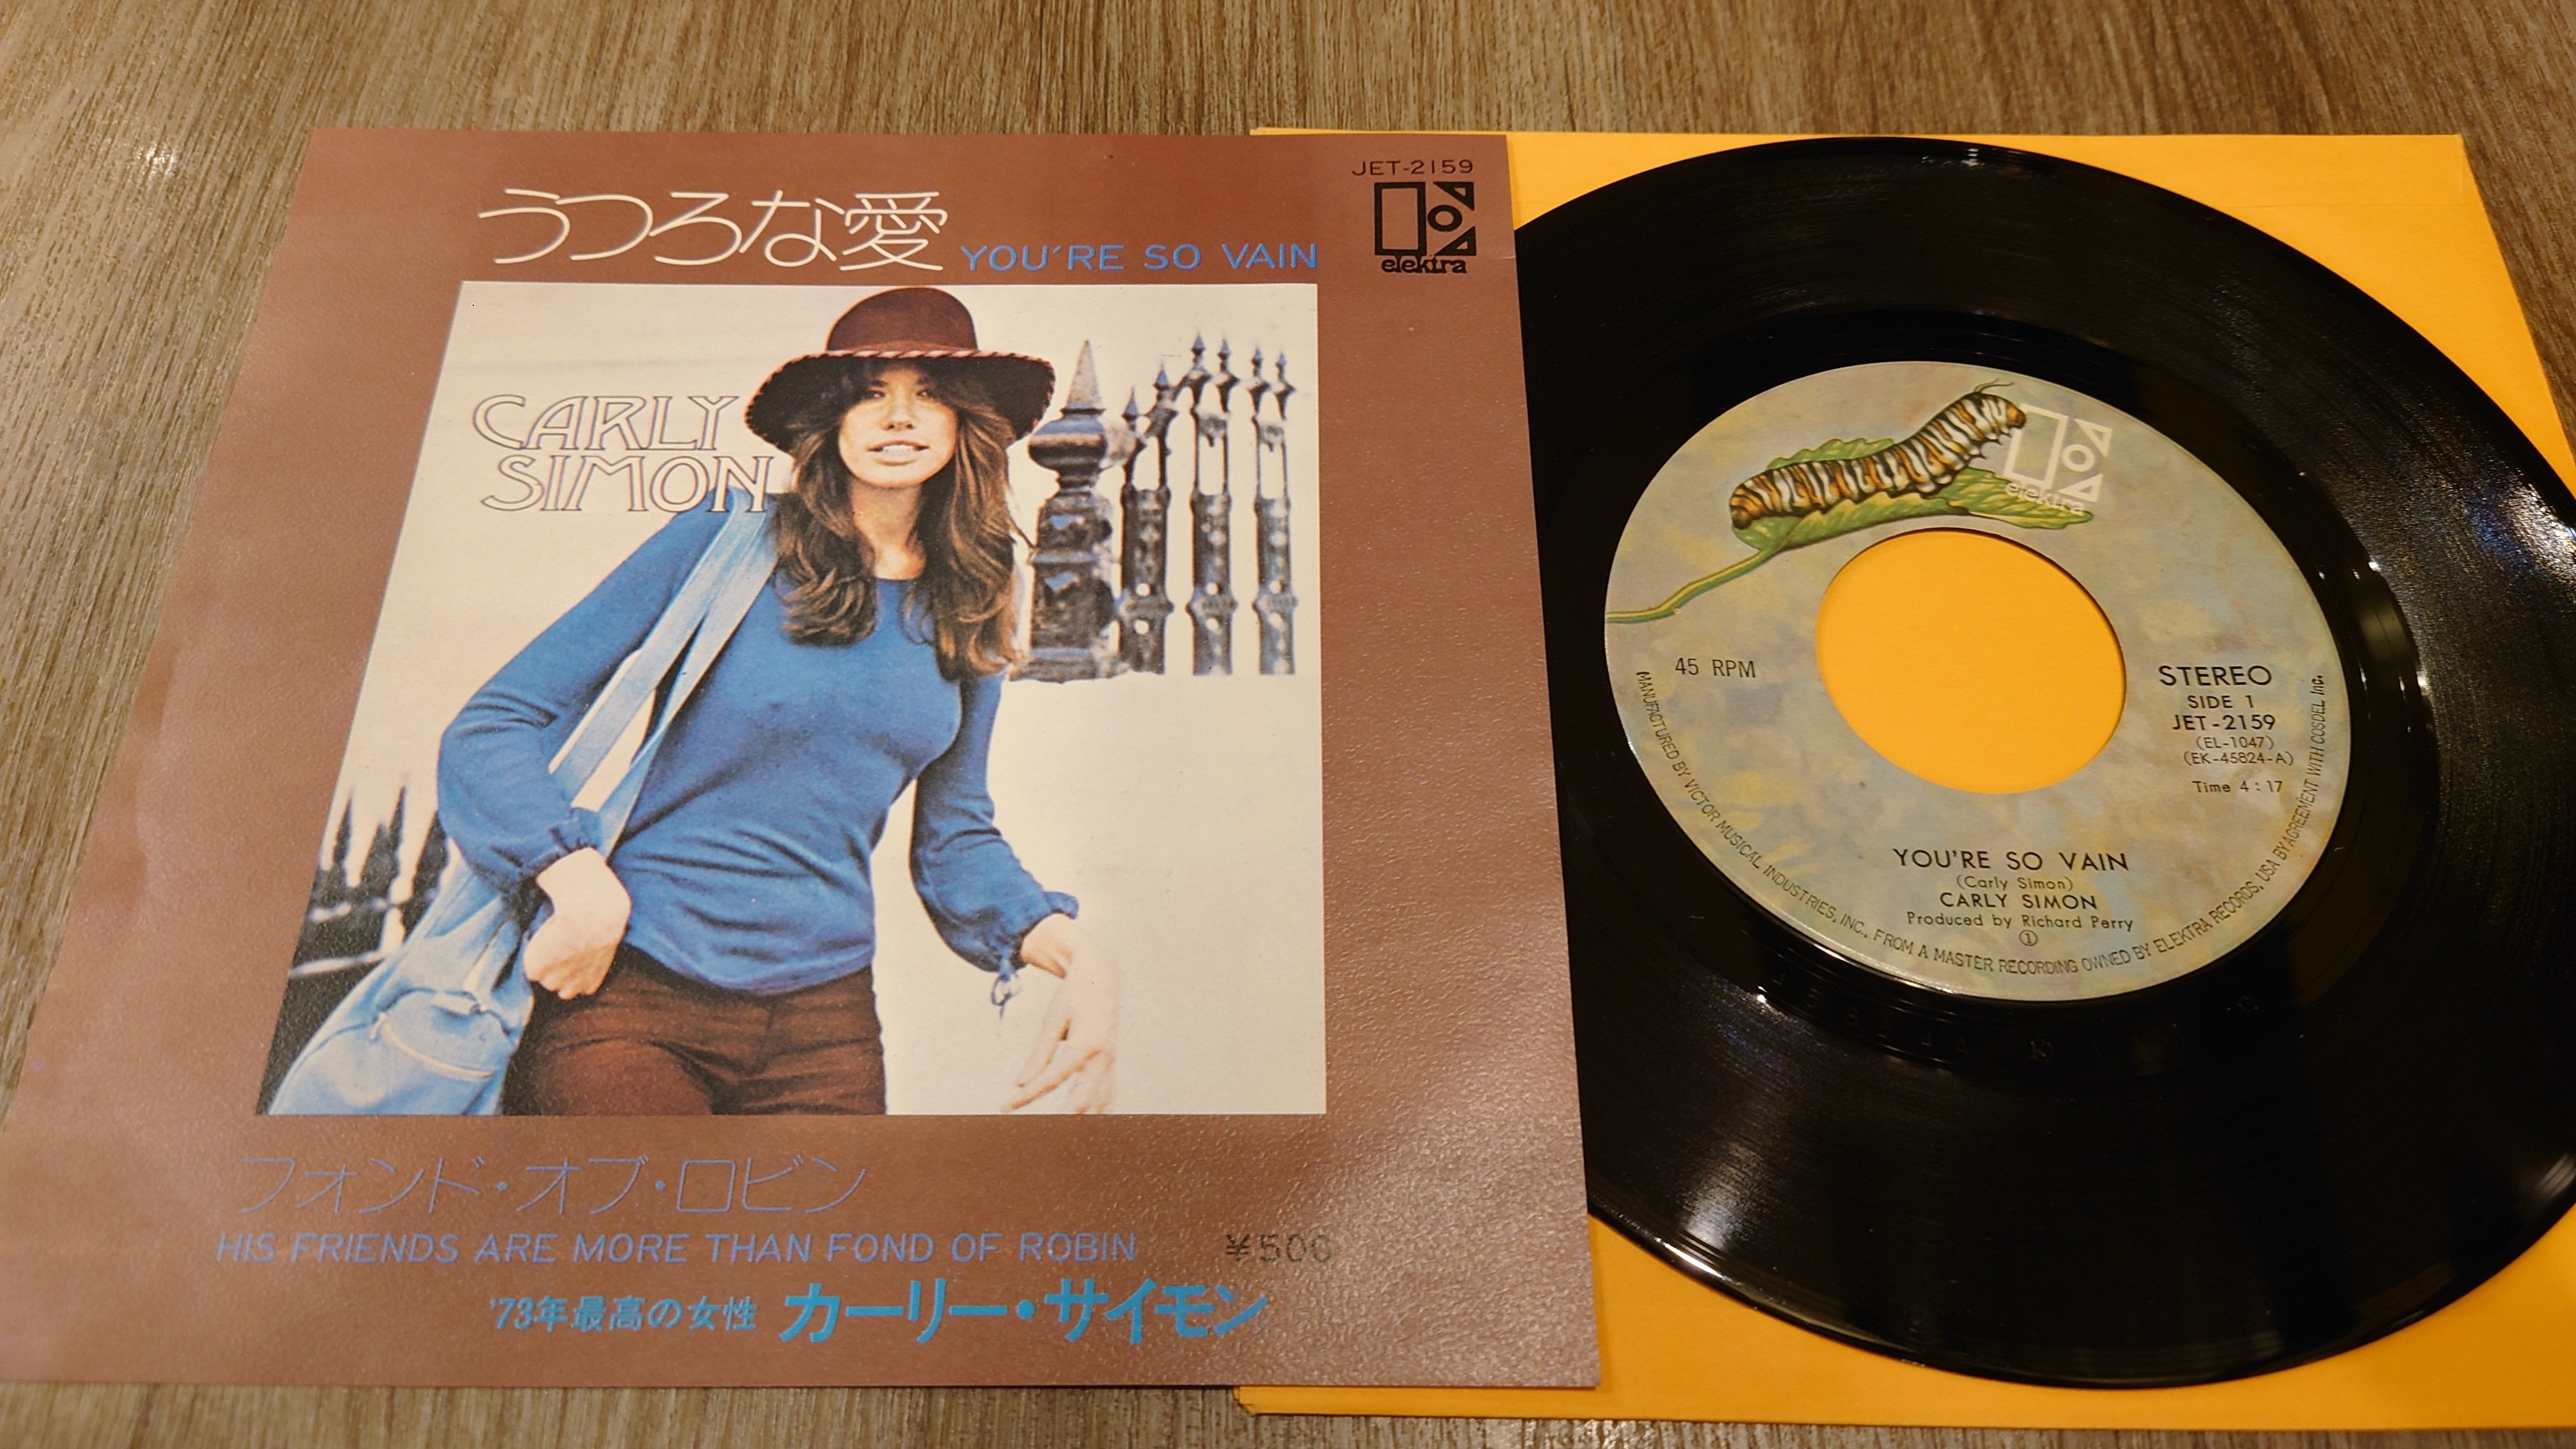 JET-2159
elektra
うつろな愛 YOU'RE SO VAIN
CARLY
SIMON
フォンド・オブ・ロビン
HIS FRIENDS ARE MORE THAN FOND OF ROBIN ¥500
'73年最高の女性 カーリー・サイモン
elektra
45 RPM
STEREO
SIDE 1
JET-2159
(EL-1047)
(EK-45824-A)
Time 4:17
YOU'RE SO VAIN
(Carly Simon)
CARLY SIMON
Produced by Richard Perry
①
MANUFACTURED BY VICTOR MUSICAL INDUSTRIES, INC., FROM A MASTER RECORDING OWNED BY ELEKTRA RECORDS, USA BY AGREEMENT WITH COSDEL Inc.